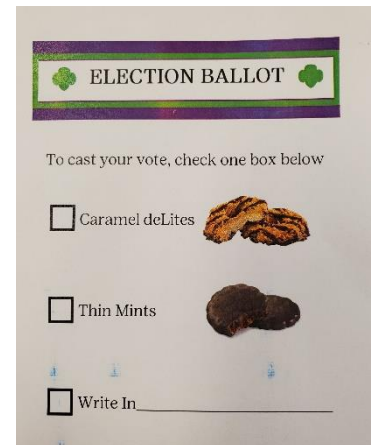 ELECTION BALLOT
To cast your vote, check one box below
Caramel deLites
Thin Mints
Write In